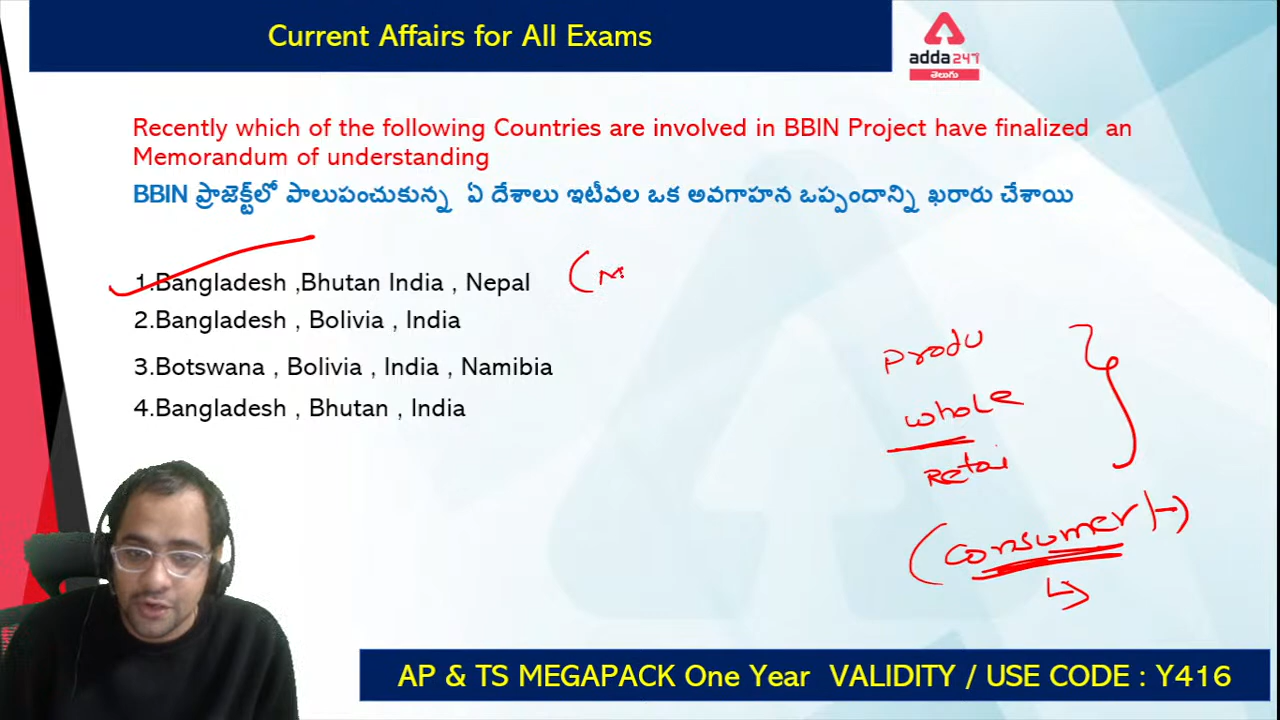 Current Affairs for All Exams
adda247
తెలుగు
Recently which of the following Countries are involved in BBIN Project have finalized an
Memorandum of understanding
BBIN ప్రాజెక్ట్‌లో పాలుపంచుకున్న ఏ దేశాలు ఇటీవల ఒక అవగాహన ఒప్పందాన్ని ఖరారు చేశాయి
1.Bangladesh ,Bhutan India , Nepal
2.Bangladesh , Bolivia , India
3.Botswana , Bolivia , India , Namibia
4.Bangladesh , Bhutan , India
produ
whole
Retai
(consumer
AP & TS MEGAPACK One Year VALIDITY / USE CODE : Y416